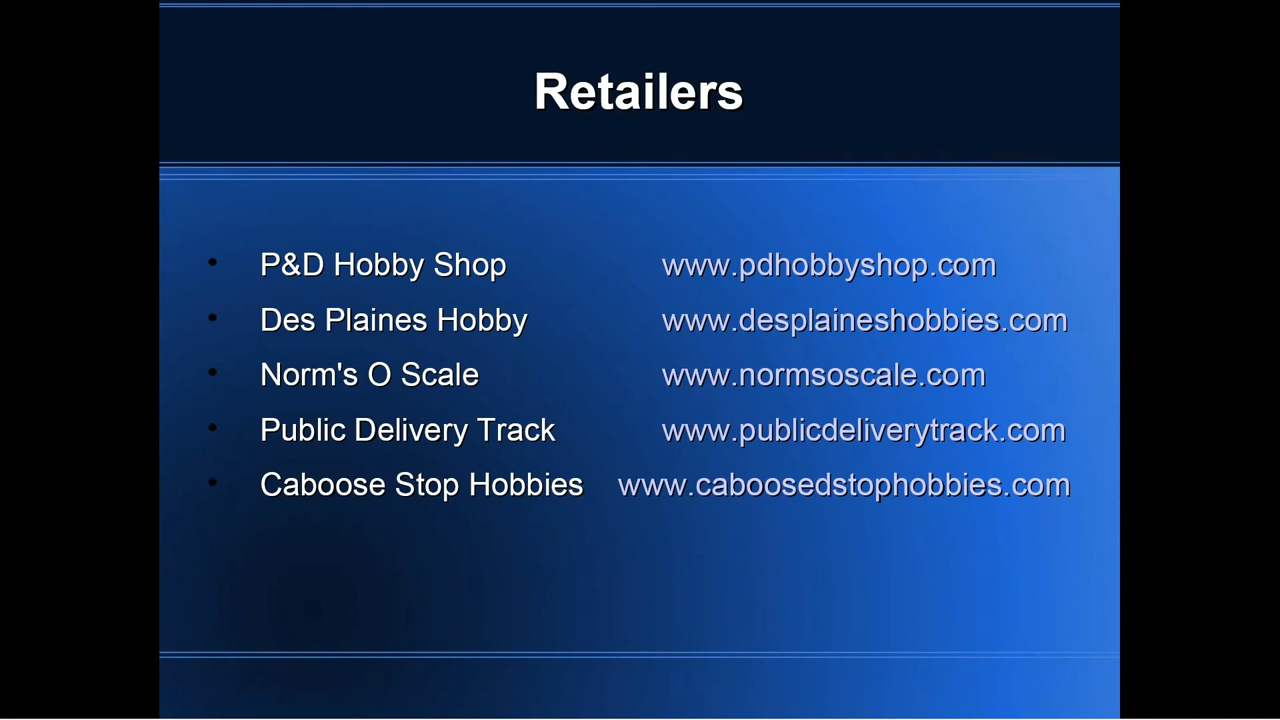 Retailers
P&D Hobby Shop www.pdhobbyshop.com
Des Plaines Hobby www.desplaineshobbies.com
Norm's O Scale www.normsoscale.com
Public Delivery Track www.publicdeliverytrack.com
Caboose Stop Hobbies www.caboosedstophobbies.com